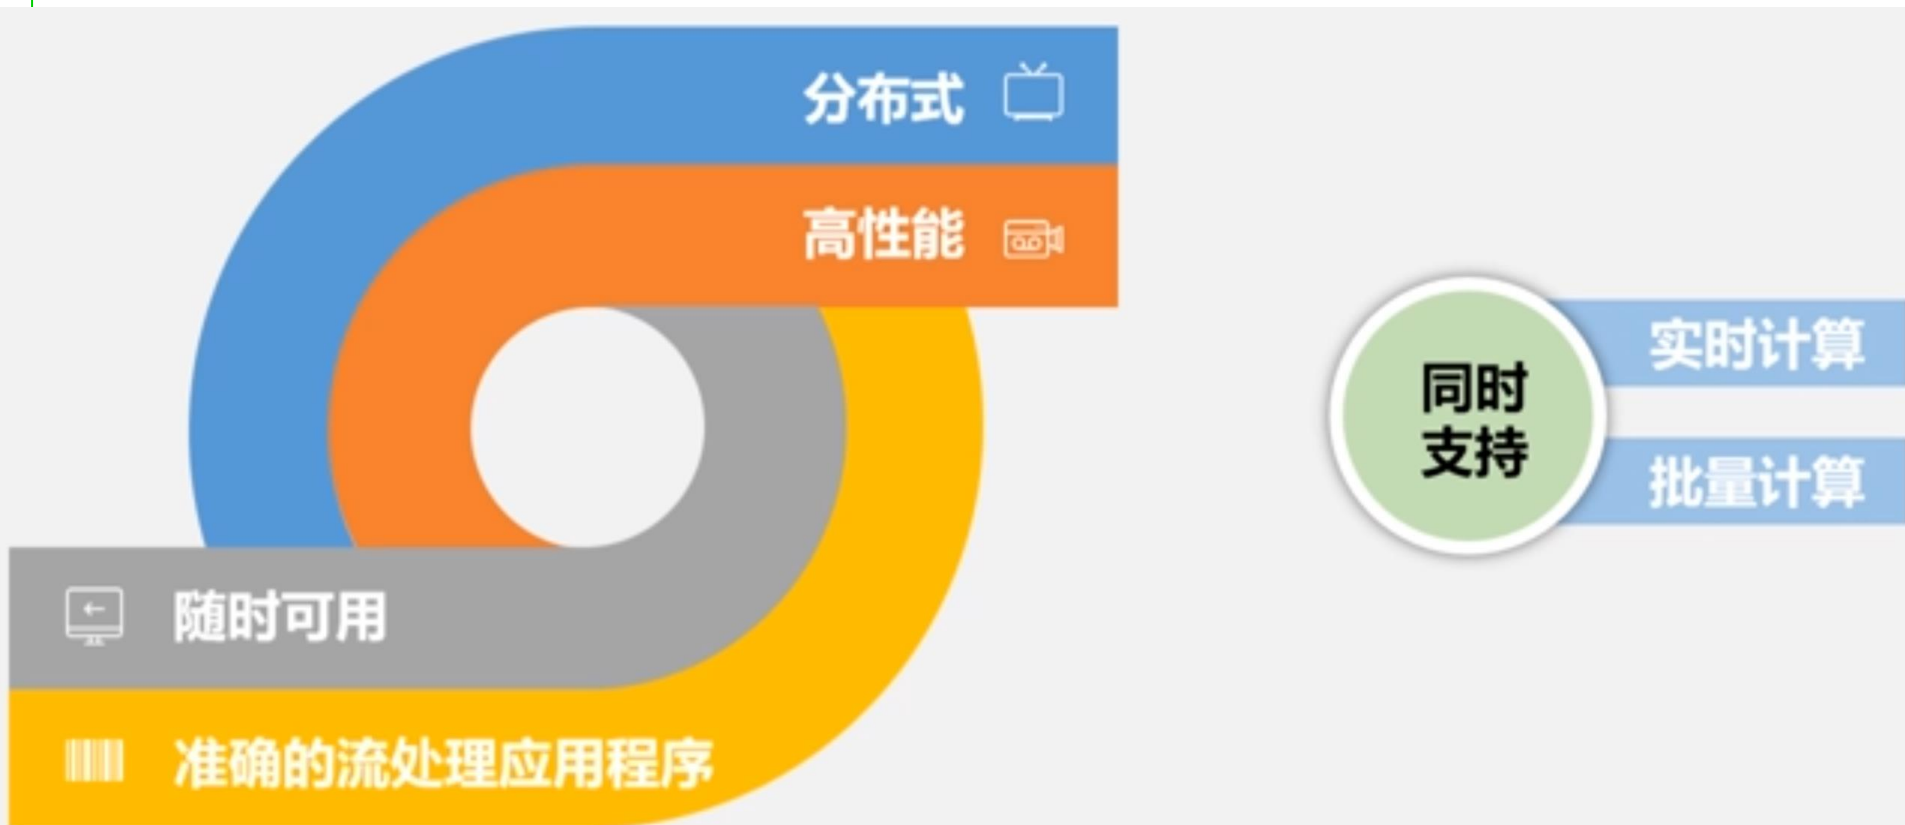 分布式
高性能
随时可用
准确的流处理应用程序
同时
支持
实时计算
批量计算